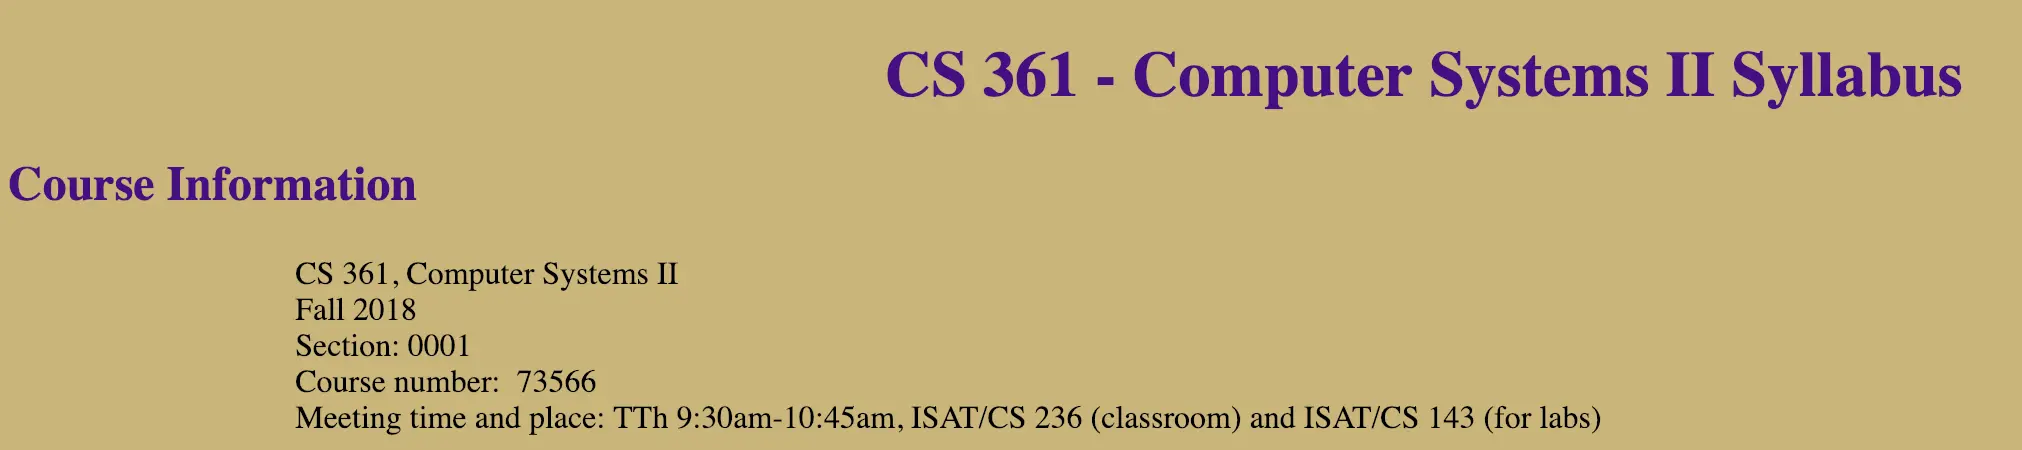 CS 361 - Computer Systems II Syllabus
Course Information
CS 361, Computer Systems II
Fall 2018
Section: 0001
Course number:  73566
Meeting time and place: TTh 9:30am-10:45am, ISAT/CS 236 (classroom) and ISAT/CS 143 (for labs)